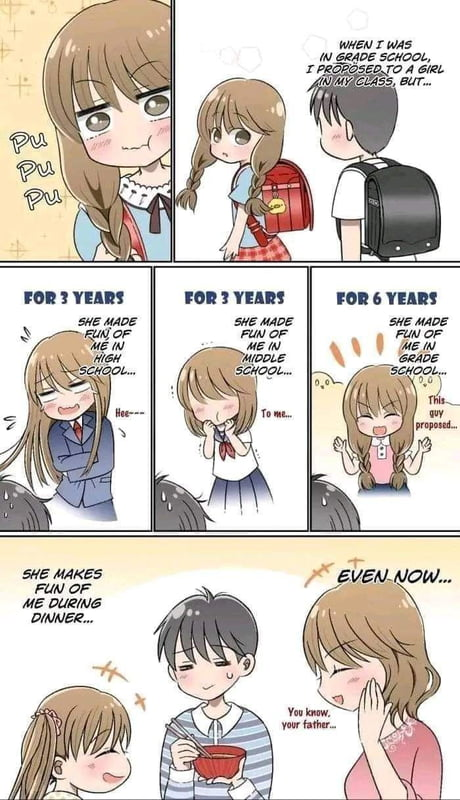 WHEN I WAS
IN GRADE SCHOOL,
I PROPOSED TO A GIRL
IN MY CLASS, BUT...
PU
PU
PU
FOR 6 YEARS
SHE MADE
FUN OF
ME IN
GRADE
SCHOOL...
This
guy
proposed...
FOR 3 YEARS
SHE MADE
FUN OF
ME IN
MIDDLE
SCHOOL...
To me...
FOR 3 YEARS
SHE MADE
FUN OF
ME IN
HIGH
SCHOOL...
Hee~~~
EVEN NOW...
You know,
your father...
SHE MAKES
FUN OF
ME DURING
DINNER...